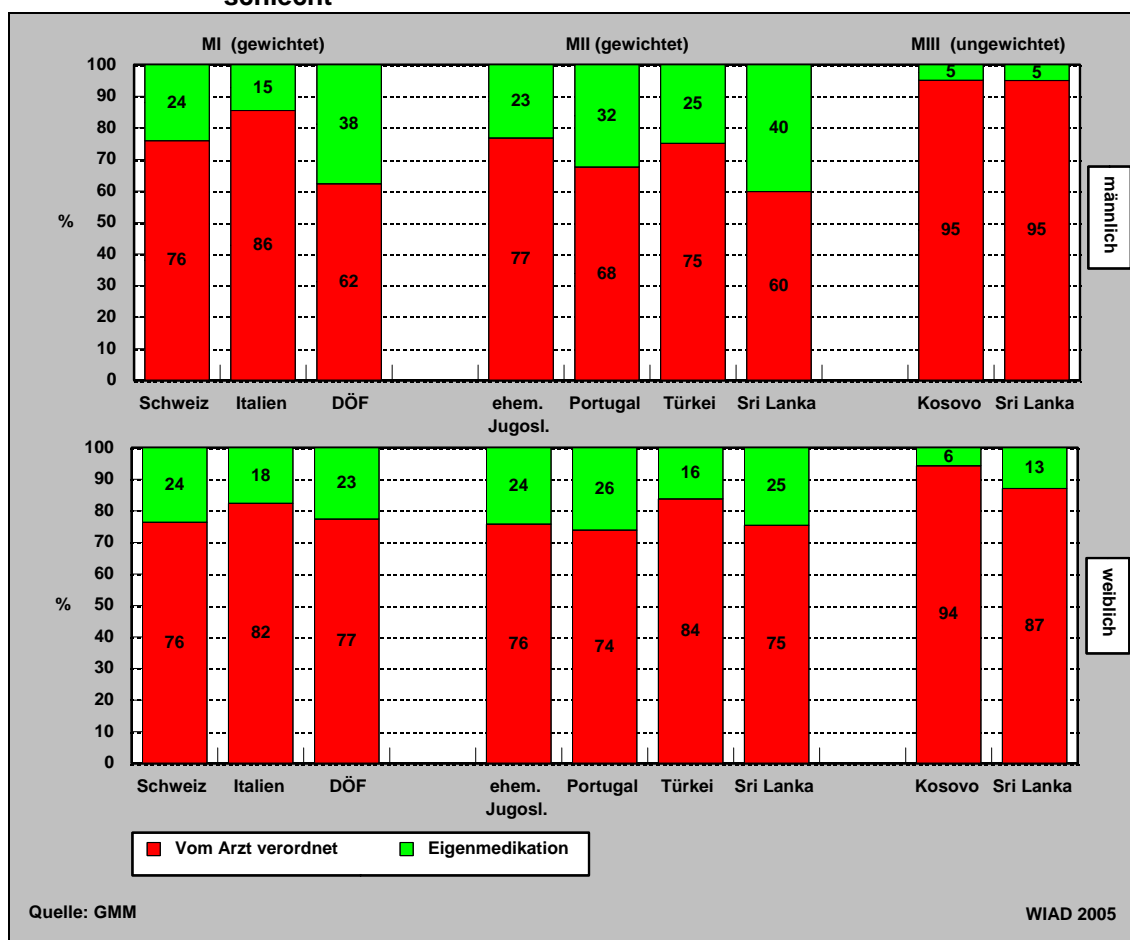 schlecht
MI (gewichtet) MII (gewichtet) MIII (ungewichtet)
100
90
80
70
60
50
40
30
20
10
0
%
24 15 38 23 32 25 40 5 5
76 86 62 77 68 75 60 95 95
männlich
Schweiz Italien DÖF ehem. Jugosl. Portugal Türkei Sri Lanka Kosovo Sri Lanka
100
90
80
70
60
50
40
30
20
10
0
%
24 18 23 24 26 16 25 6 13
76 82 77 76 74 84 75 94 87
weiblich
Schweiz Italien DÖF ehem. Jugosl. Portugal Türkei Sri Lanka Kosovo Sri Lanka
Vom Arzt verordnet Eigenmedikation
Quelle: GMM WIAD 2005